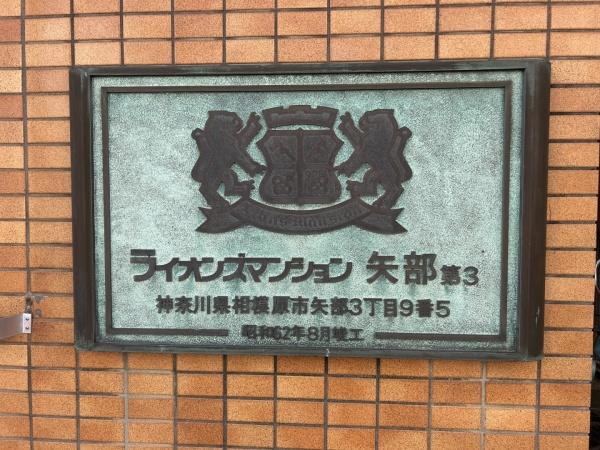 Lions Mansion
ライオンズマンション 矢部 第3
神奈川県相模原市矢部3丁目9番5
昭和62年8月竣工